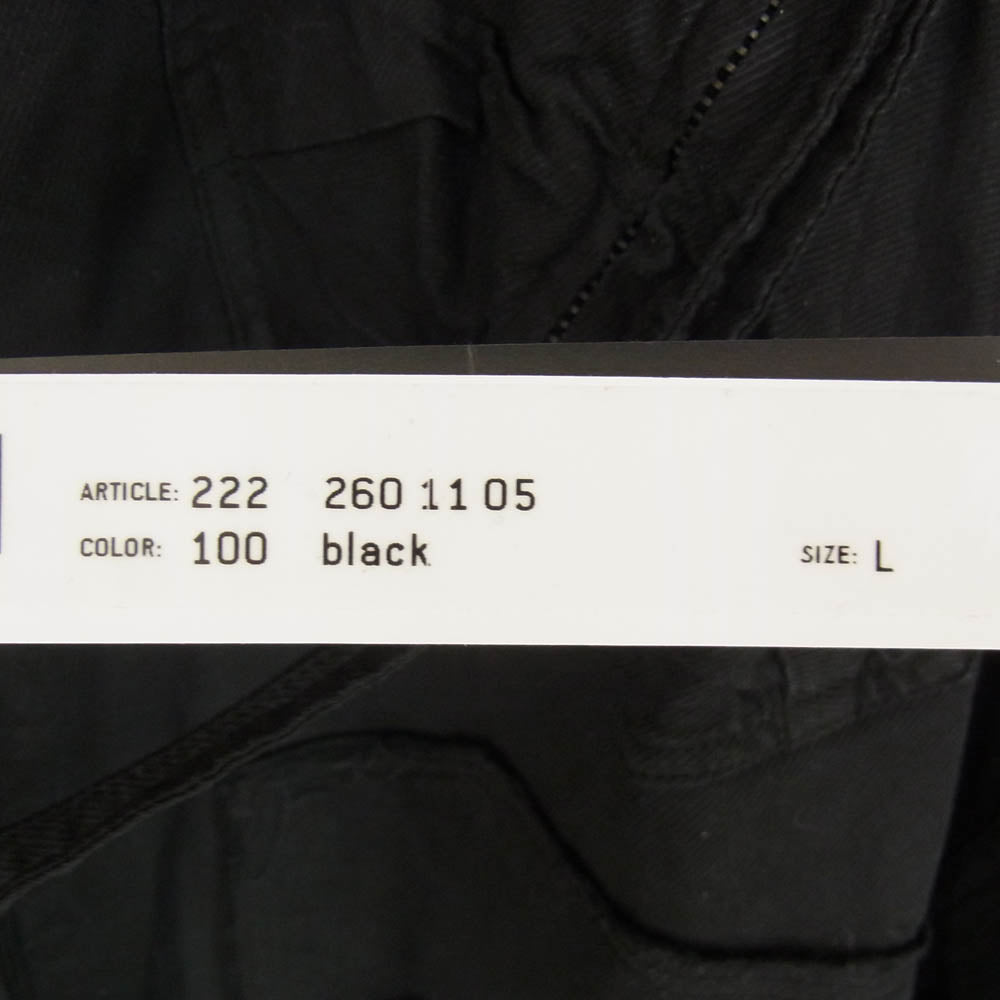 ARTICLE: 222 260 11 05
COLOR: 100 black
SIZE: L